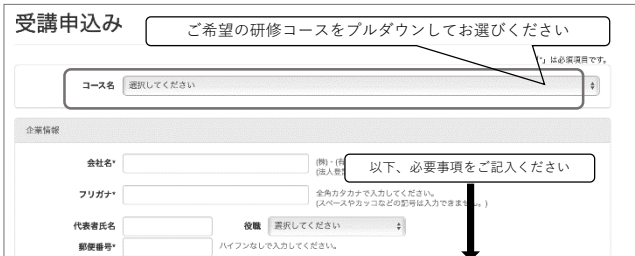 受講申込み
ご希望の研修コースをプルダウンしてお選びください
」は必須項目です。
コース名 選択してください
企業情報
会社名*
(株)・(有
(法人登
以下、必要事項をご記入ください
フリガナ*
全角カタカナで入力してください。
(スペースやカッコなどの記号は入力できません。)
代表者氏名 役職 選択してください
郵便番号* ハイフンなしで入力してください。